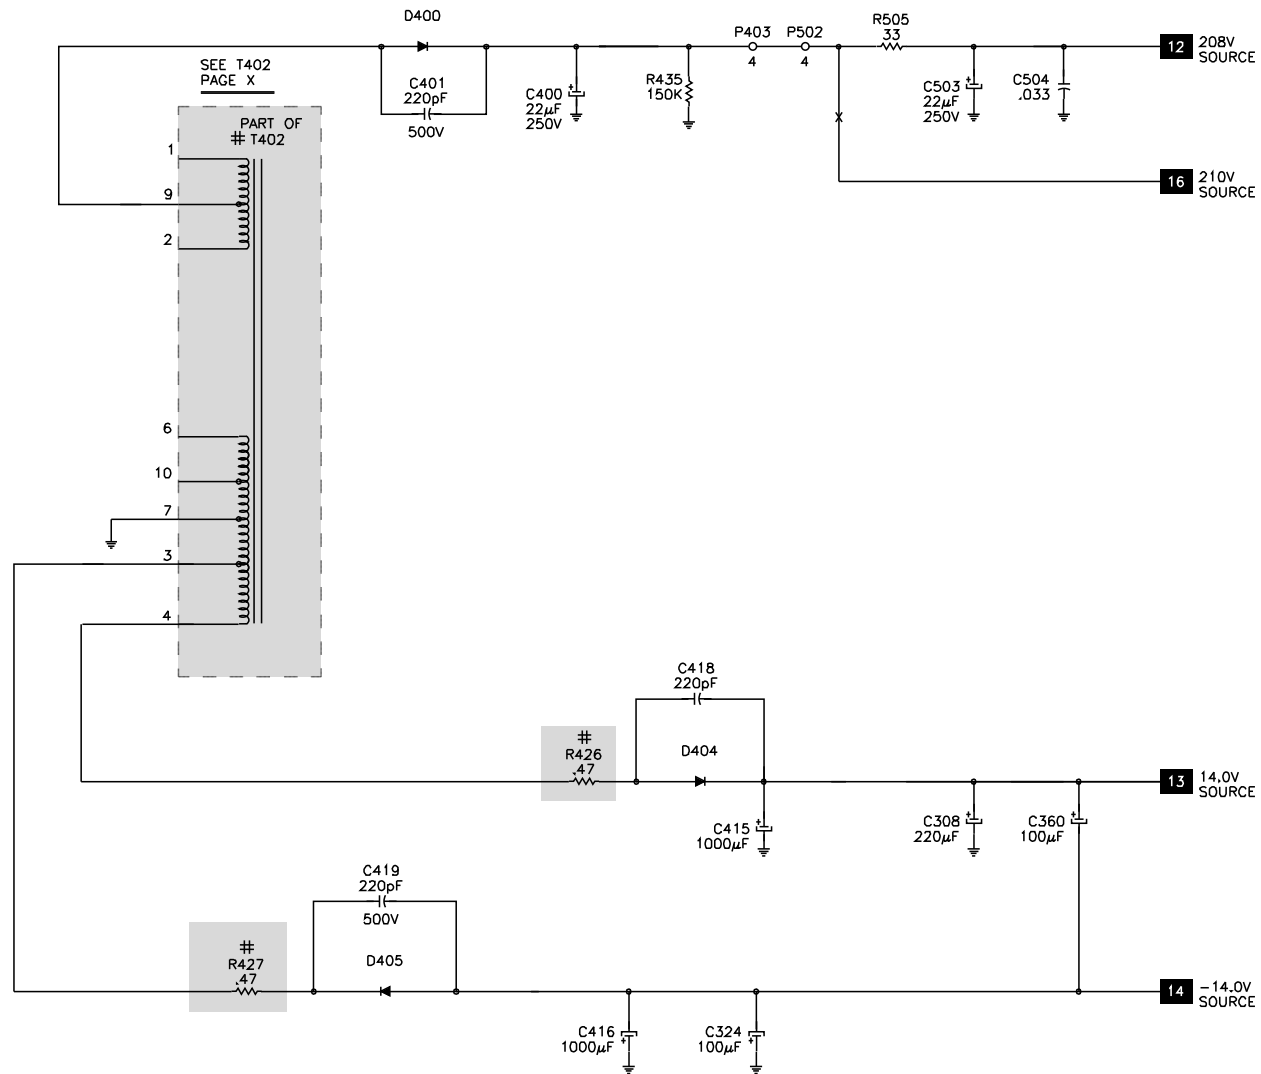 D400
SEE T402
PAGE X
C401
220pF
500V
C400
22µF
250V
R435
150K
P403
4
P502
4
R505
33
C503
22µF
250V
C504
.033
12
208V
SOURCE
16
210V
SOURCE
X
PART OF
# T402
1
9
2
6
10
7
3
4
C418
220pF
#
R426
.47
D404
C415
1000µF
C308
220µF
C360
100µF
13
14.0V
SOURCE
C419
220pF
500V
#
R427
.47
D405
C416
1000µF
C324
100µF
14
-14.0V
SOURCE